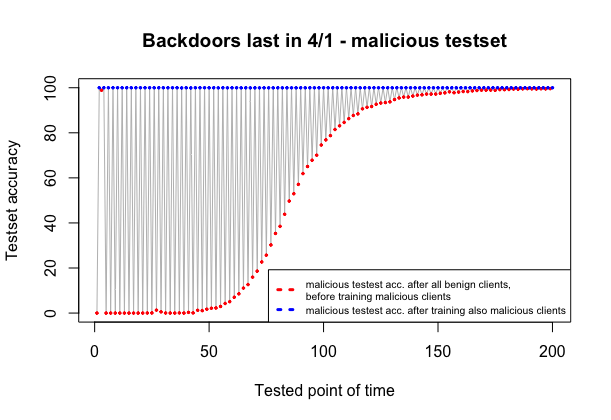 Backdoors last in 4/1 - malicious testset
Testset accuracy
100
80
60
40
20
0
malicious testest acc. after all benign clients,
before training malicious clients
malicious testest acc. after training also malicious clients
0
50
100
150
200
Tested point of time